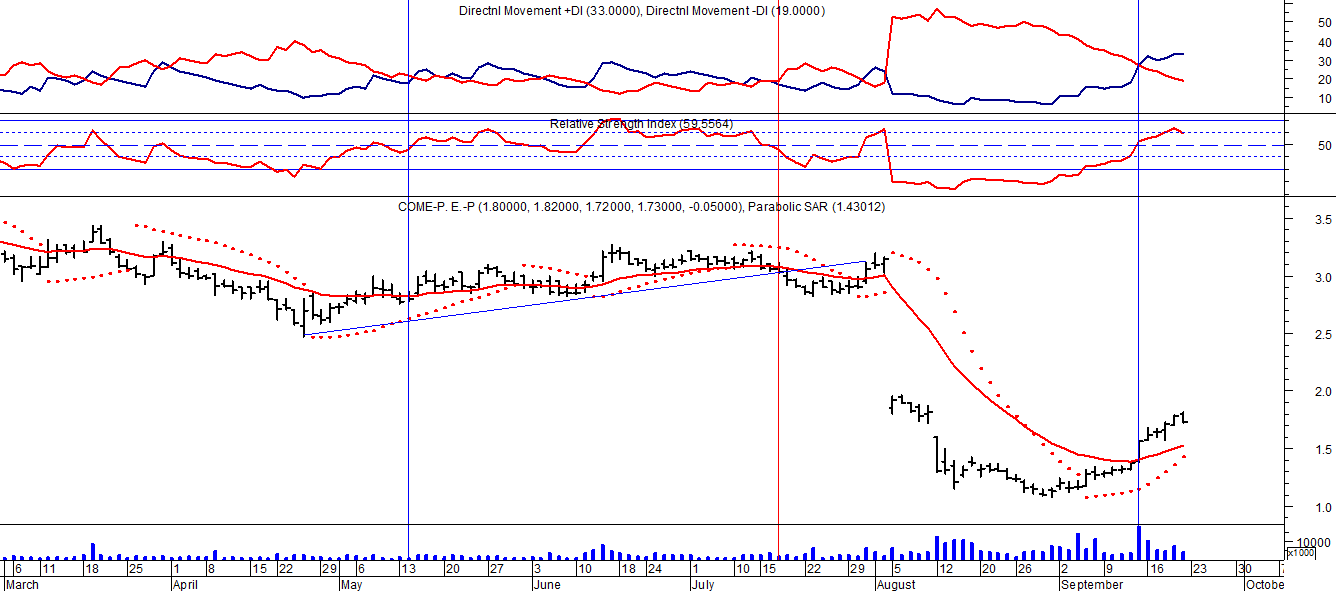 Directnl Movement +DI (33.0000), Directnl Movement -DI (19.0000)
50
40
30
20
10
Relative Strength Index (59.5564)
50
COME-P. E.-P (1.80000, 1.82000, 1.72000, 1.73000, -0.05000), Parabolic SAR (1.43012)
3.5
3.0
2.5
2.0
1.5
1.0
10000
x1000
6 11 18 25 1 8 15 22 29 6 13 20 27 3 10 18 24 1 10 15 22 29 5 12 20 26 2 9 16 23 30
March April May June July August September Octobe